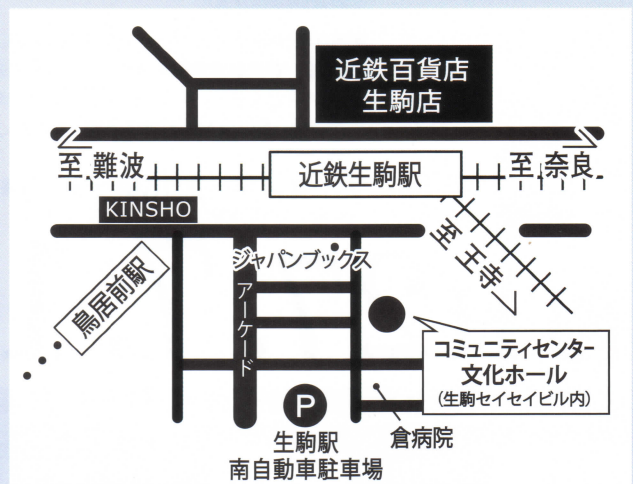 近鉄百貨店
生駒店
至 難波
近鉄生駒駅
至 奈良
KINSHO
至 王寺
ジャパンブックス
鳥居前駅
アーケード
コミュニティセンター
文化ホール
(生駒セイセイビル内)
P
生駒駅
南自動車駐車場
倉病院